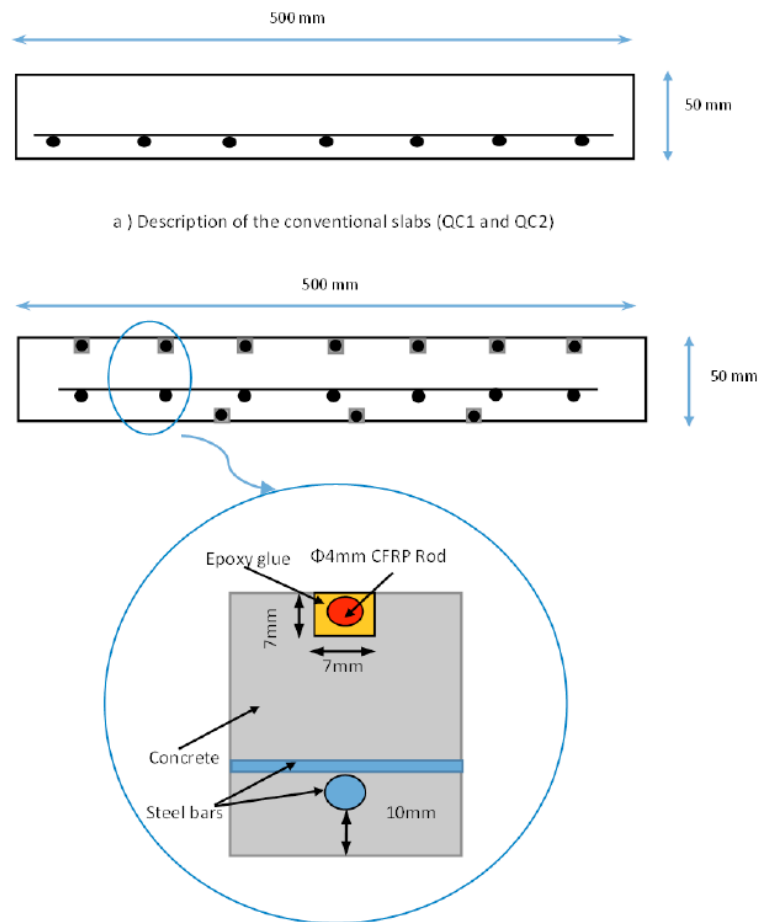 500 mm
50 mm
a ) Description of the conventional slabs (QC1 and QC2)
500 mm
50 mm
Epoxy glue
Φ4mm CFRP Rod
7mm
7mm
Concrete
Steel bars
10mm